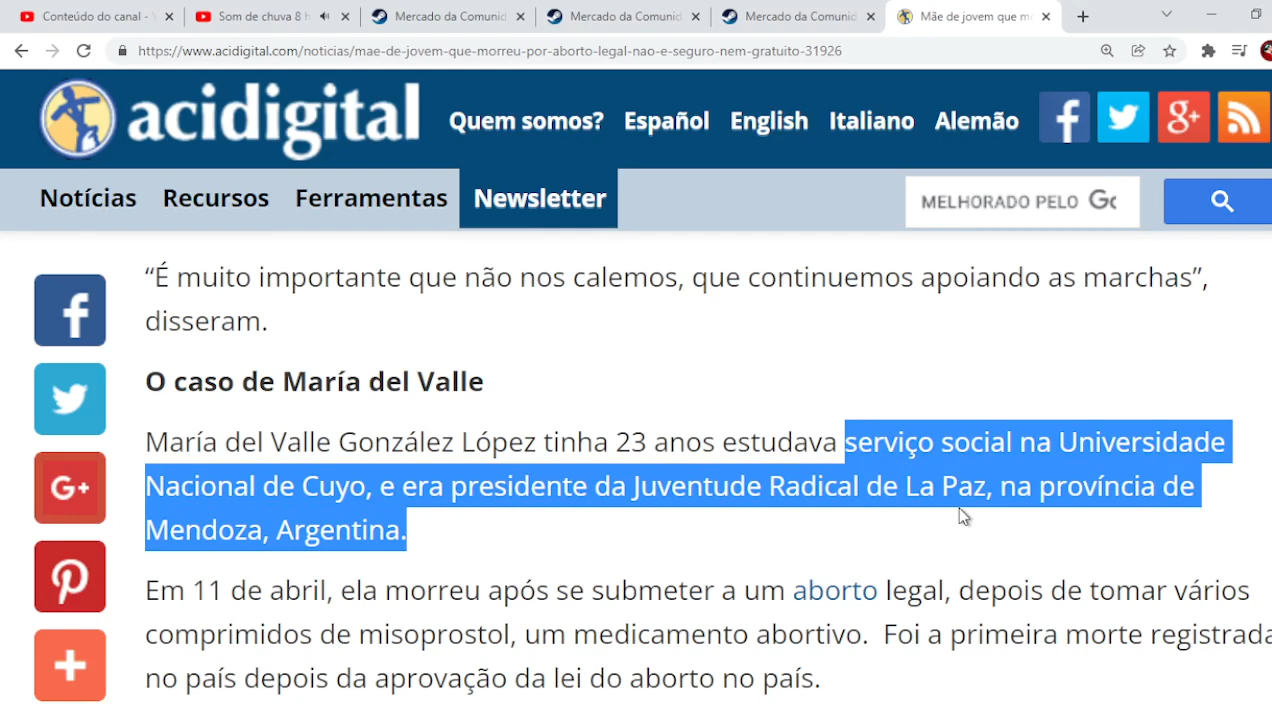 Conteúdo do canal -
Som de chuva 8 h
Mercado da Comunid
Mercado da Comunid
Mercado da Comunid
Mãe de jovem que mo
https://www.acidigital.com/noticias/mae-de-jovem-que-morreu-por-aborto-legal-nao-e-seguro-nem-gratuito-31926
acidigital
Quem somos? Español English Italiano Alemão
Notícias Recursos Ferramentas Newsletter
MELHORADO PELO Go
“É muito importante que não nos calemos, que continuemos apoiando as marchas”,
disseram.
O caso de María del Valle
María del Valle González López tinha 23 anos estudava serviço social na Universidade
Nacional de Cuyo, e era presidente da Juventude Radical de La Paz, na província de
Mendoza, Argentina.
Em 11 de abril, ela morreu após se submeter a um aborto legal, depois de tomar vários
comprimidos de misoprostol, um medicamento abortivo. Foi a primeira morte registrada
no país depois da aprovação da lei do aborto no país.